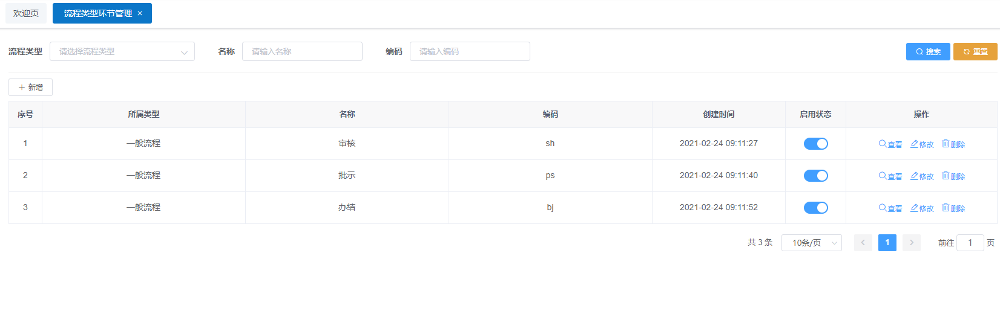 欢迎页 流程类型环节管理 ×
流程类型 请选择流程类型 名称 请输入名称 编码 请输入编码 搜索 重置
新增
序号 所属类型 名称 编码 创建时间 启用状态 操作
1 一般流程 审核 sh 2021-02-24 09:11:27 查看 修改 删除
2 一般流程 批示 ps 2021-02-24 09:11:40 查看 修改 删除
3 一般流程 办结 bj 2021-02-24 09:11:52 查看 修改 删除
共 3 条 10条/页 1 前往 1 页